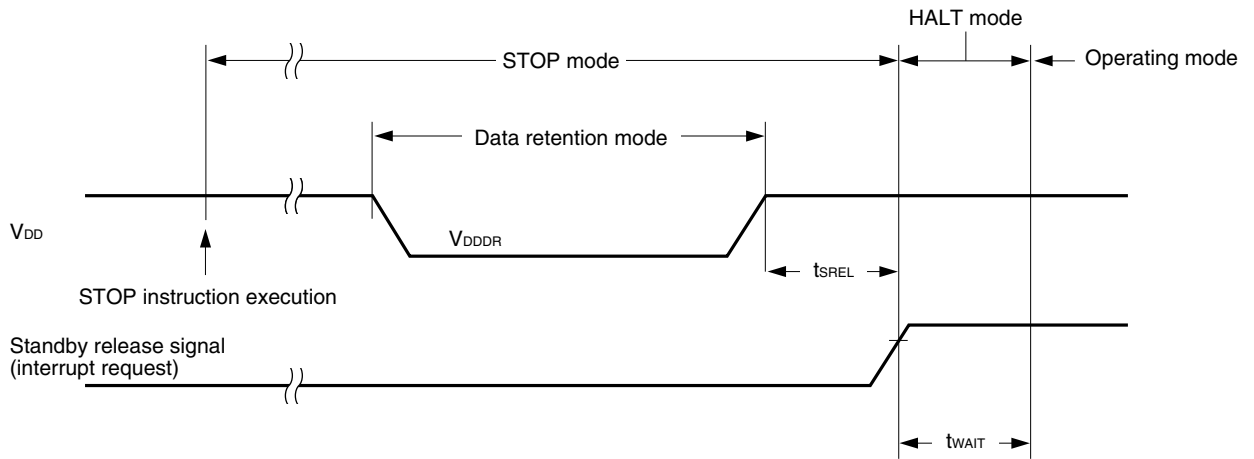 HALT mode
STOP mode
Operating mode
Data retention mode
VDD
VDDDR
tSREL
STOP instruction execution
Standby release signal
(interrupt request)
tWAIT